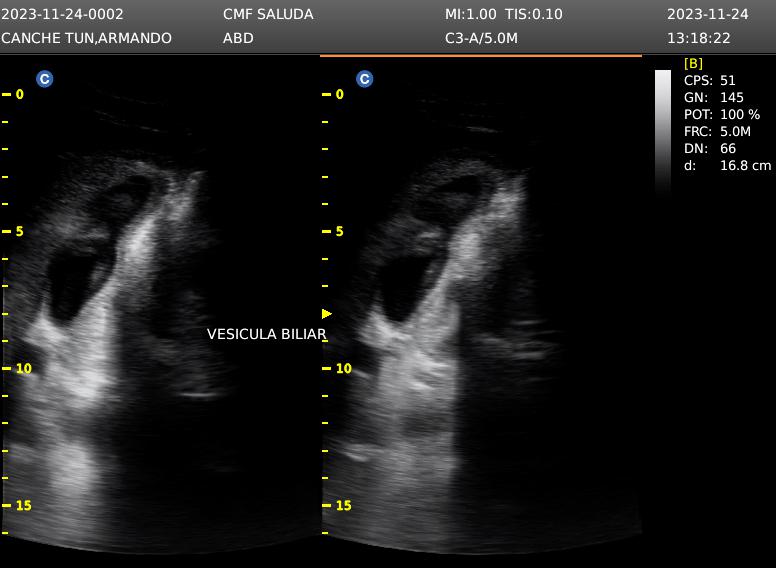 2023-11-24-0002 CMF SALUDA MI:1.00 TIS:0.10 2023-11-24
CANCHE TUN,ARMANDO ABD C3-A/5.0M 13:18:22
C C
[B]
CPS: 51
GN: 145
POT: 100 %
FRC: 5.0M
DN: 66
d: 16.8 cm
0 0
5 5
VESICULA BILIAR
10 10
15 15